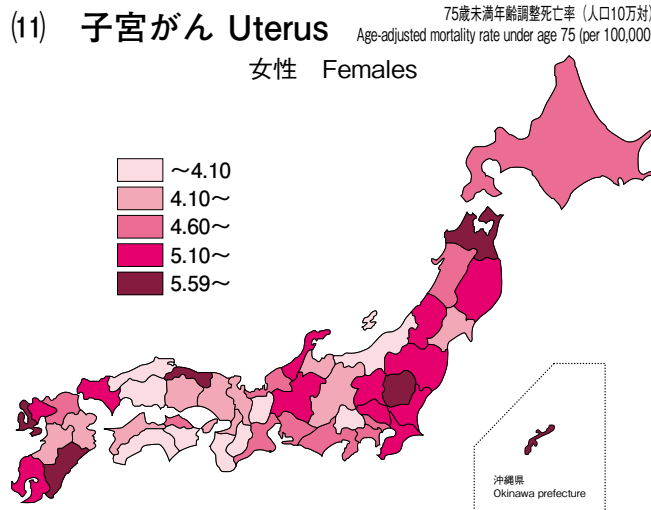 (11) 子宮がん Uterus
75歳未満年齢調整死亡率（人口10万対）
Age-adjusted mortality rate under age 75 (per 100,000
女性 Females
～4.10
4.10～
4.60～
5.10～
5.59～
沖縄県
Okinawa prefecture